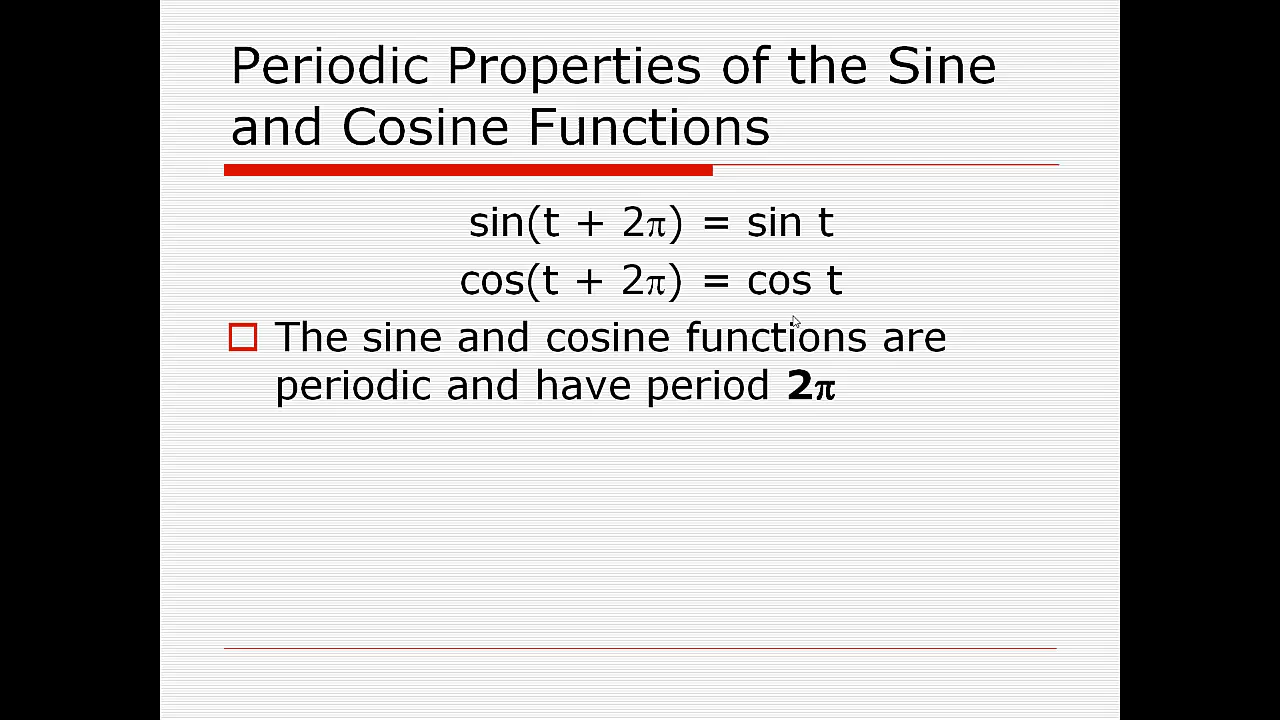 Periodic Properties of the Sine
and Cosine Functions
sin(t + 2π) = sin t
cos(t + 2π) = cos t
The sine and cosine functions are
periodic and have period 2π